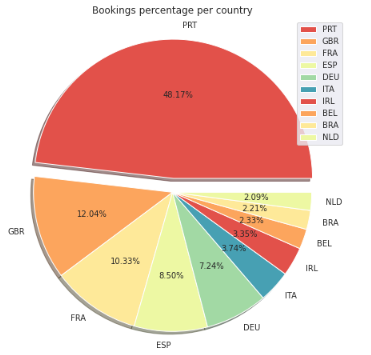 Bookings percentage per country
PRT
48.17%
GBR
12.04%
FRA
10.33%
ESP
8.50%
DEU
7.24%
ITA
3.74%
IRL
3.35%
BEL
2.33%
BRA
2.21%
NLD
2.09%
PRT
GBR
FRA
ESP
DEU
ITA
IRL
BEL
BRA
NLD